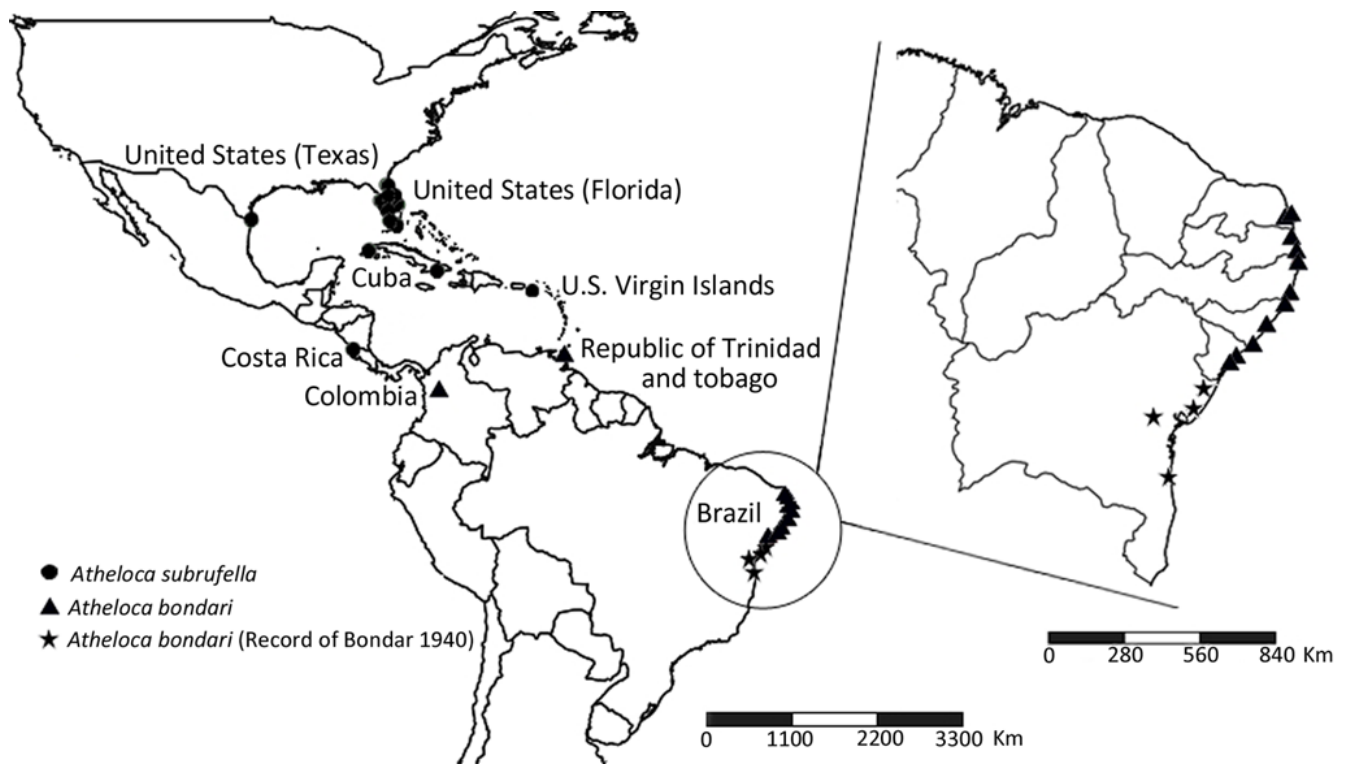 United States (Texas)
United States (Florida)
Cuba
U.S. Virgin Islands
Costa Rica
Republic of Trinidad
and tobago
Colombia
Brazil
Atheloca subrufella
Atheloca bondari
Atheloca bondari (Record of Bondar 1940)
0 280 560 840 Km
0 1100 2200 3300 Km